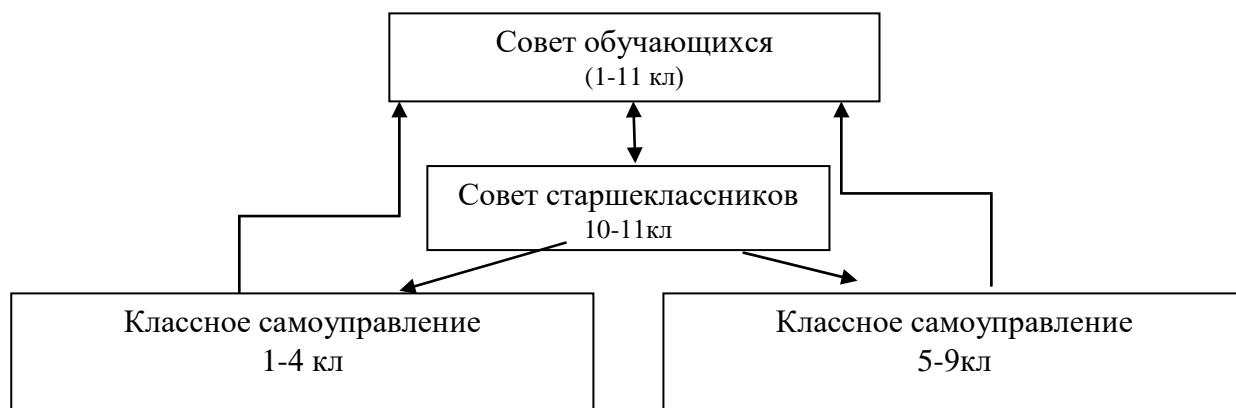 Совет обучающихся
(1-11 кл)
Совет старшеклассников
10-11кл
Классное самоуправление
1-4 кл
Классное самоуправление
5-9кл